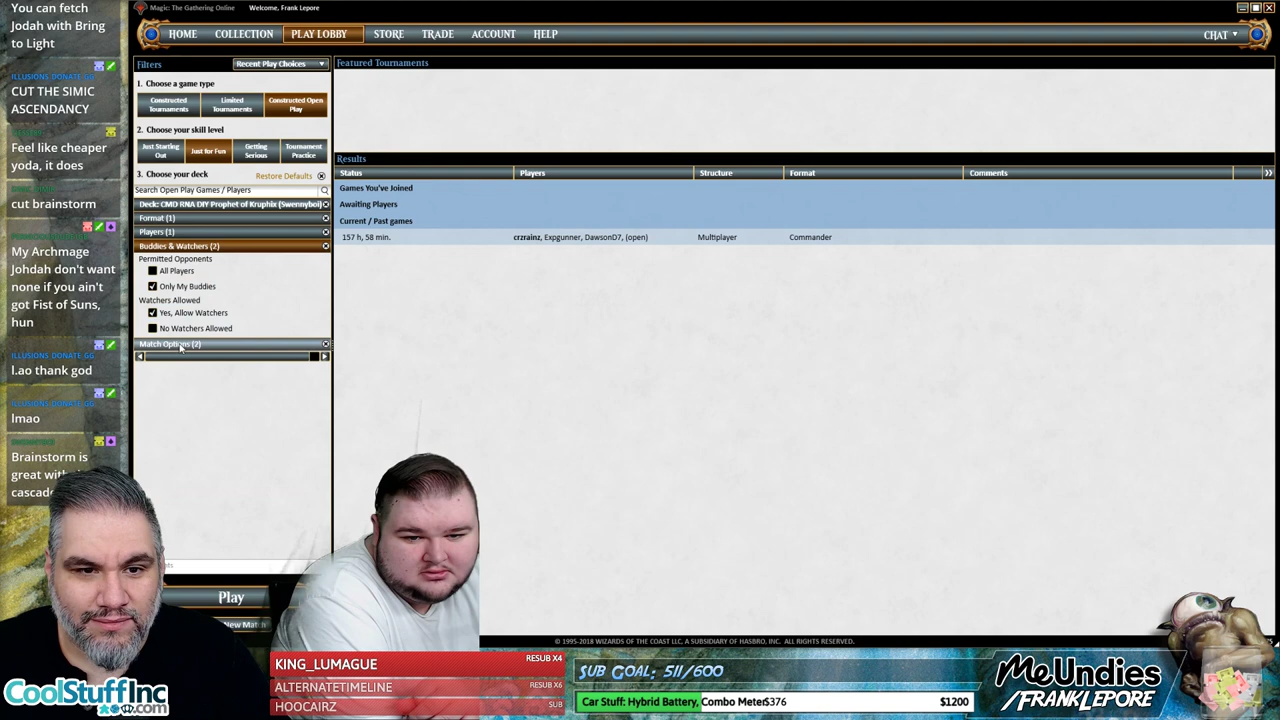 You can fetch
Jodah with Bring
to Light
ILLUSIONS_DONATE_GG
CUT THE SIMIC
ASCENDANCY
Feel like cheaper
yoda, it does
cut brainstorm
My Archmage
Johdah don't want
none if you ain't
got Fist of Suns,
hun
ILLUSIONS_DONATE_GG
l.ao thank god
ILLUSIONS_DONATE_GG
lmao
Brainstorm is
great with
cascade
Magic: The Gathering Online
Welcome, Frank Lepore
HOME
COLLECTION
PLAY LOBBY
STORE
TRADE
ACCOUNT
HELP
CHAT
Filters
Recent Play Choices
1. Choose a game type
Constructed Tournaments
Limited Tournaments
Constructed Open Play
2. Choose your skill level
Just Starting Out
Just for Fun
Getting Serious
Tournament Practice
3. Choose your deck
Restore Defaults
Search Open Play Games / Players
Deck: CMD RNA DIY Prophet of Kruphix (Swennyboi)
Format (1)
Players (1)
Buddies & Watchers (2)
Permitted Opponents
All Players
Only My Buddies
Watchers Allowed
Yes, Allow Watchers
No Watchers Allowed
Match Options (2)
Play
New Match
Featured Tournaments
Results
Status
Players
Structure
Format
Comments
Games You've Joined
Awaiting Players
Current / Past games
157 h, 58 min.
crzrainz, Expgunner, DawsonD7, (open)
Multiplayer
Commander
© 1995-2018 WIZARDS OF THE COAST LLC, A SUBSIDIARY OF HASBRO, INC. ALL RIGHTS RESERVED.
KING_LUMAGUE
RESUB X4
ALTERNATETIMELINE
RESUB X6
HOOCAIRZ
SUB
SUB GOAL: 511/600
Car Stuff: Hybrid Battery, Combo Meter
$376
$1200
MeUndies
/FRANKLEPORE
CoolStuffInc
.com